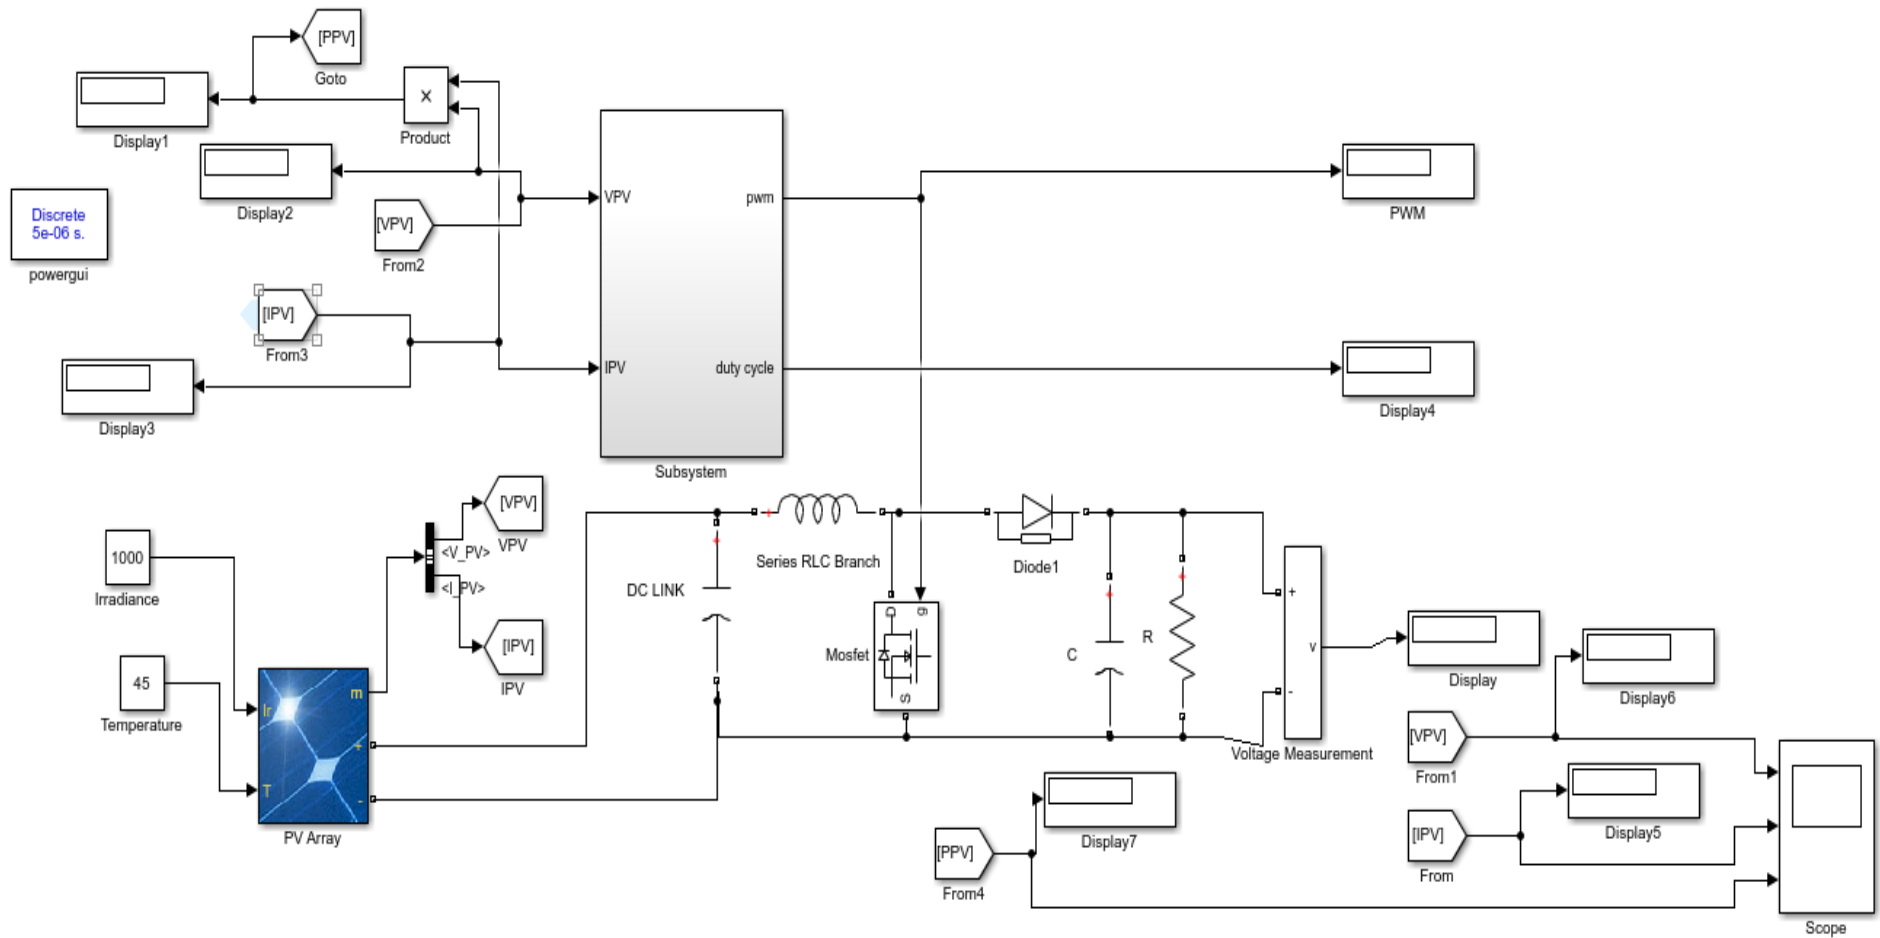 [PPV]
Goto
Display1
×
Product
Display2
Discrete
5e-06 s.
powergui
[VPV]
From2
[IPV]
From3
Display3
VPV
pwm
IPV
duty cycle
Subsystem
PWM
Display4
1000
Irradiance
45
Temperature
<V_PV>
[VPV]
VPV
<I_PV>
[IPV]
IPV
Ir
m
T
+
-
PV Array
DC LINK
+
+
Series RLC Branch
Diode1
D
g
Mosfet
S
+
C
+
R
+
v
-
Voltage Measurement
Display
Display6
[VPV]
From1
Display5
[IPV]
From
Display7
[PPV]
From4
Scope